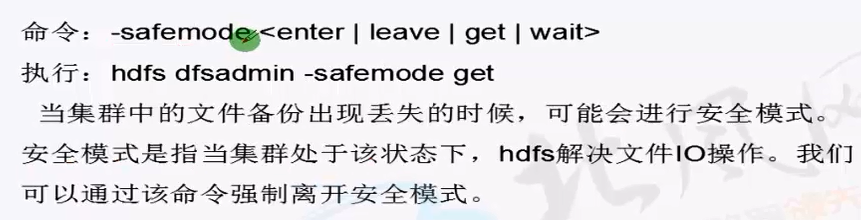 命令：-safemode <enter | leave | get | wait>
执行：hdfs dfsadmin -safemode get
当集群中的文件备份出现丢失的时候，可能会进行安全模式。
安全模式是指当集群处于该状态下，hdfs解决文件IO操作。我们
可以通过该命令强制离开安全模式。
北风网